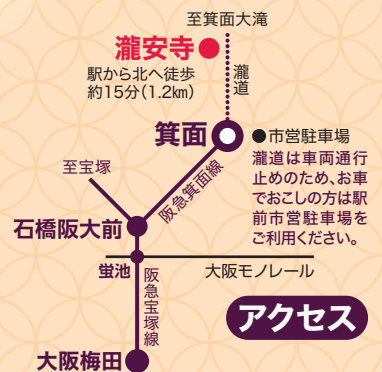 至箕面大滝
瀧安寺
駅から北へ徒歩
約15分(1.2㎞)
瀧道
箕面
●市営駐車場
瀧道は車両通行
止めのため、お車
でおこしの方は駅
前市営駐車場を
ご利用ください。
至宝塚
阪急箕面線
石橋阪大前
蛍池
大阪モノレール
阪急宝塚線
アクセス
大阪梅田